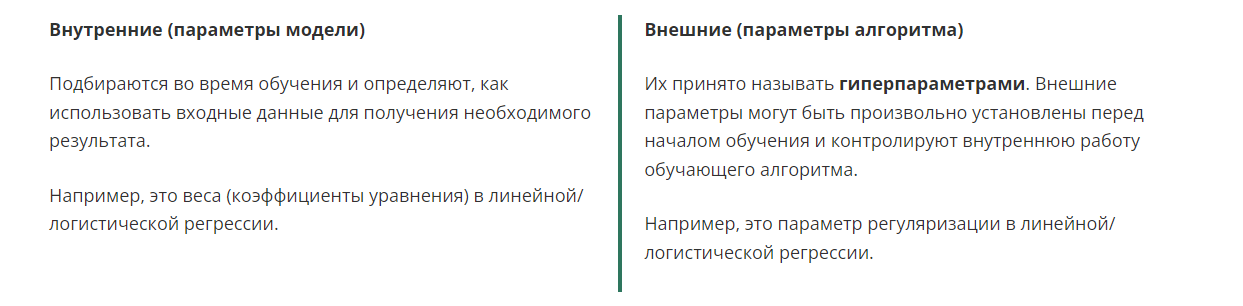 Внутренние (параметры модели)
Подбираются во время обучения и определяют, как
использовать входные данные для получения необходимого
результата.
Например, это веса (коэффициенты уравнения) в линейной/
логистической регрессии.
Внешние (параметры алгоритма)
Их принято называть гиперпараметрами. Внешние
параметры могут быть произвольно установлены перед
началом обучения и контролируют внутреннюю работу
обучающего алгоритма.
Например, это параметр регуляризации в линейной/
логистической регрессии.